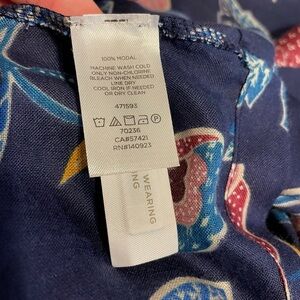 100% MODAL
MACHINE WASH COLD
ONLY NON-CHLORINE
BLEACH WHEN NEEDED
LINE DRY
COOL IRON IF NEEDED
OR DRY CLEAN
471593
70236
CA#57421
RN#140923
WEARING
NG